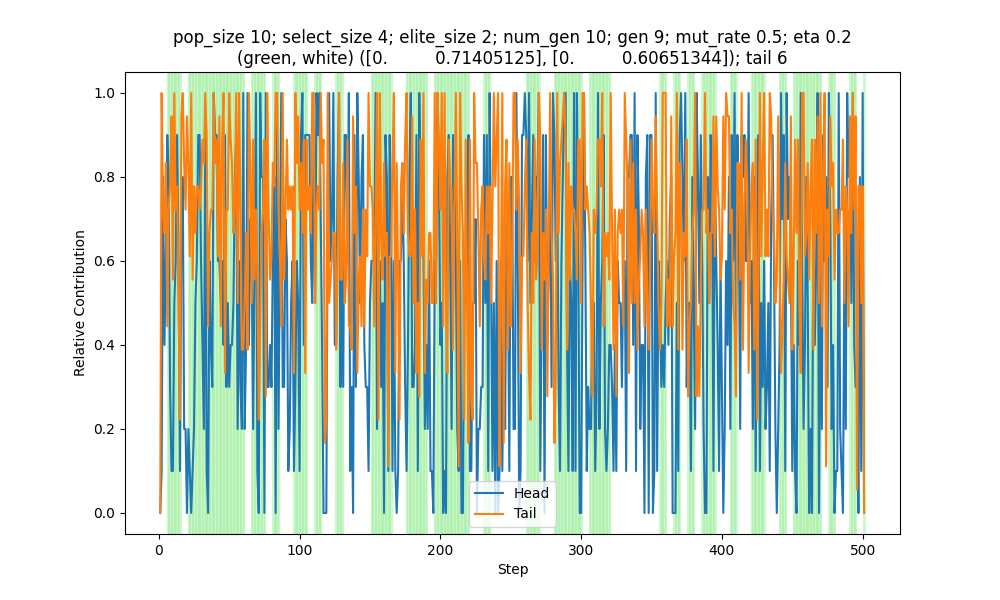 pop_size 10; select_size 4; elite_size 2; num_gen 10; gen 9; mut_rate 0.5; eta 0.2
(green, white) ([0.         0.71405125], [0.         0.60651344]); tail 6
Relative Contribution
1.0
0.8
0.6
0.4
0.2
0.0
Head
Tail
0
100
200
300
400
500
Step